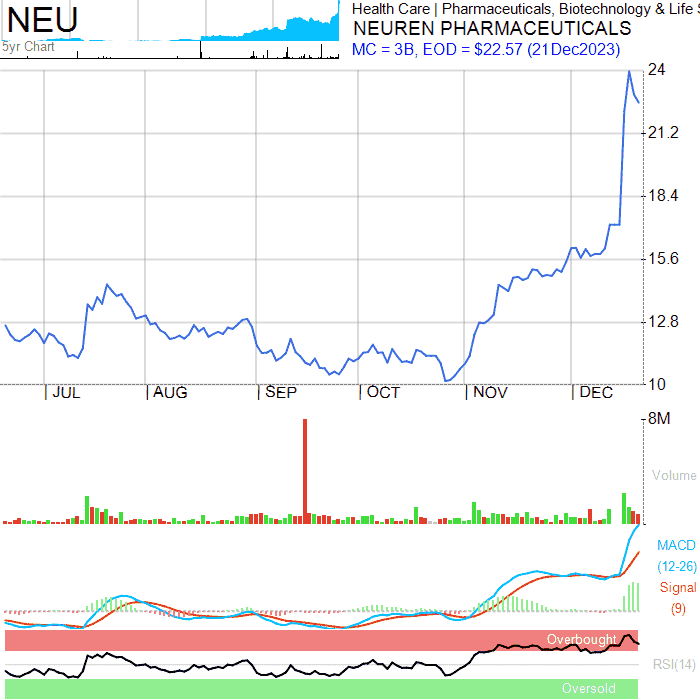 NEU
5yr Chart
Health Care | Pharmaceuticals, Biotechnology & Life
NEUREN PHARMACEUTICALS
MC = 3B, EOD = $22.57 (21Dec2023)
24
21.2
18.4
15.6
12.8
10
| JUL | AUG | SEP | OCT | NOV | DEC
8M
Volume
MACD
(12-26)
Signal
(9)
Overbought
RSI(14)
Oversold